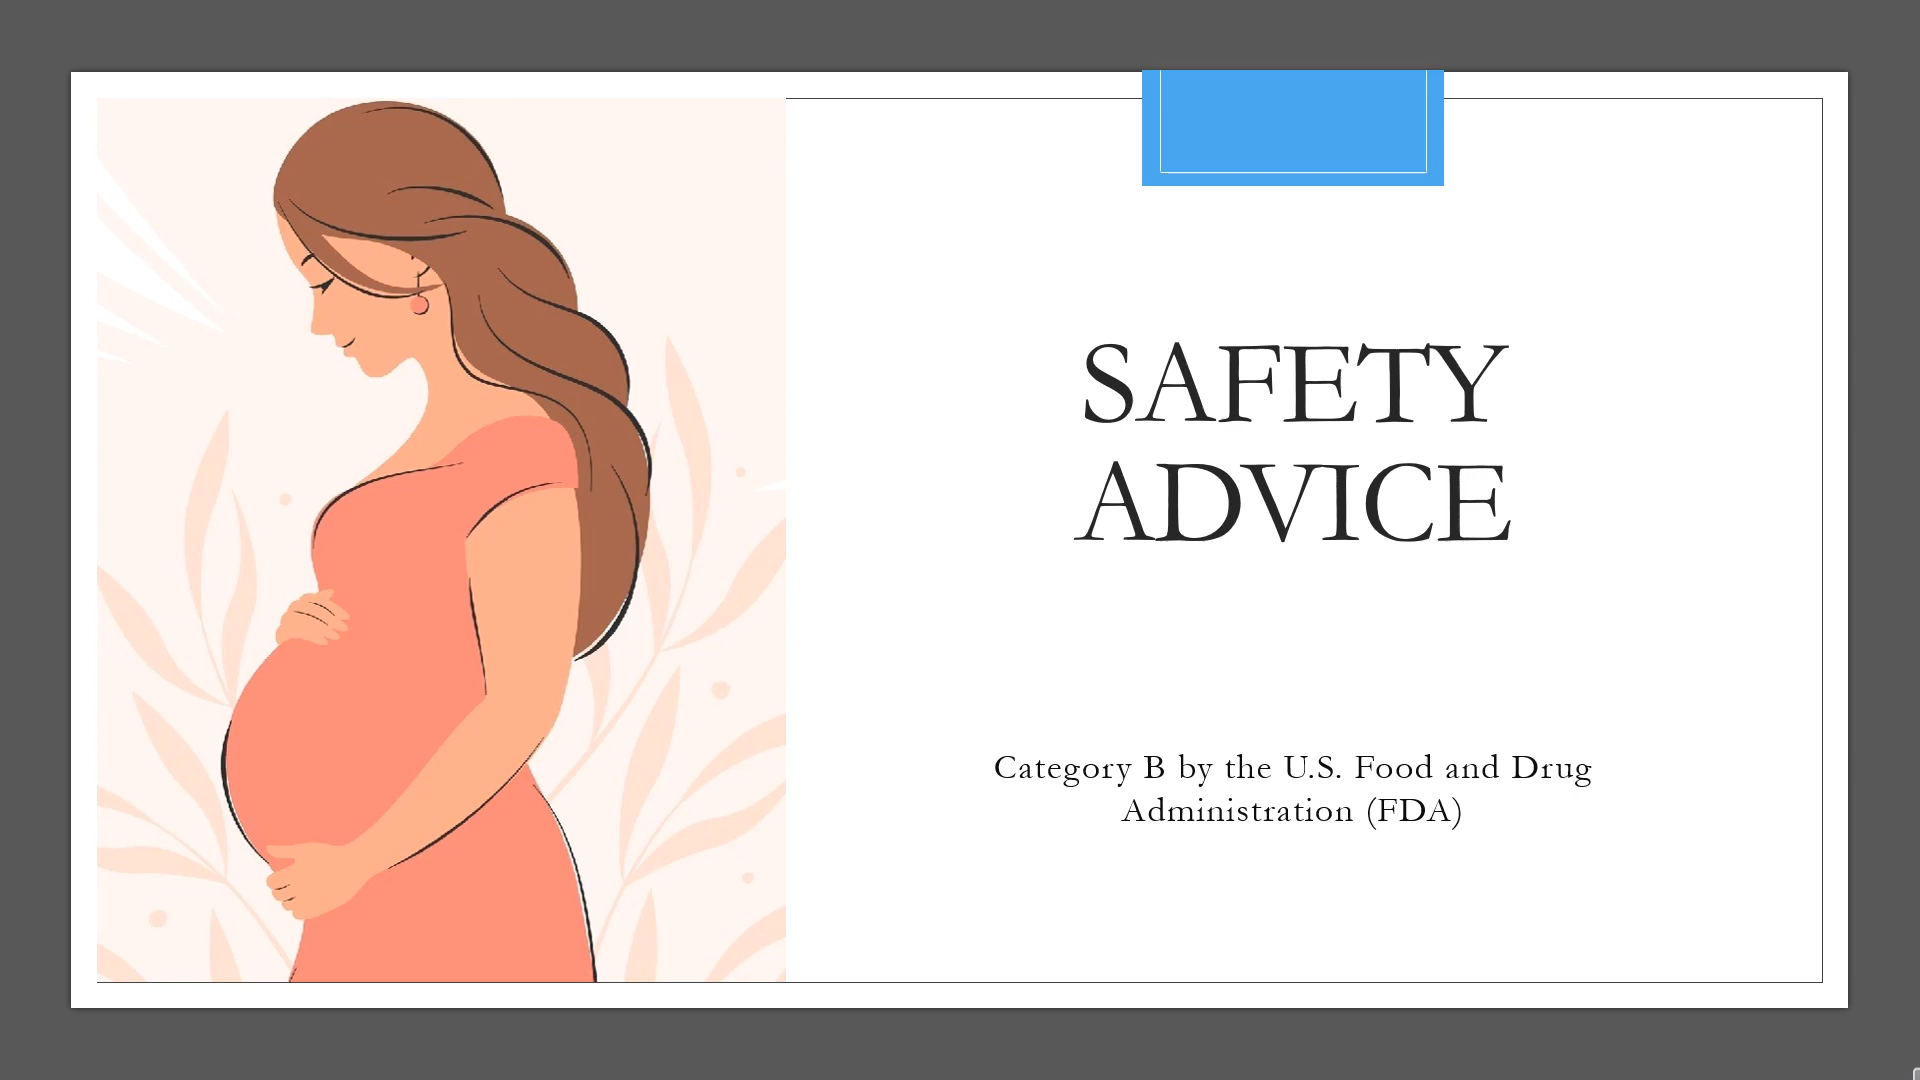 SAFETY
ADVICE
Category B by the U.S. Food and Drug
Administration (FDA)